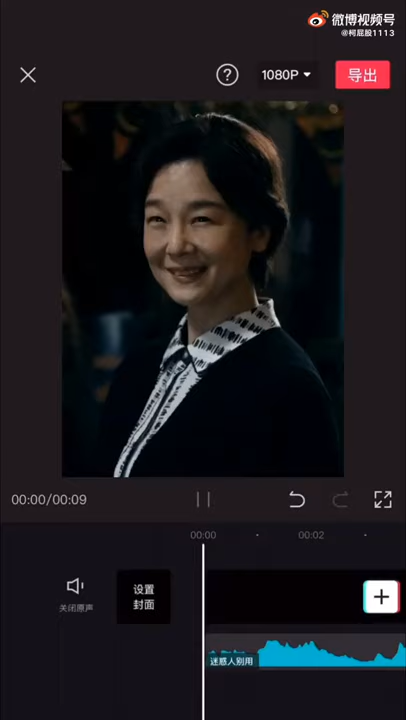 微博视频号
@柯屁股1113
1080P
导出
00:00/00:09
00:00
00:02
关闭原声
设置
封面
迷惑人别用